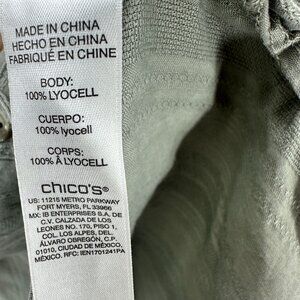 MADE IN CHINA
HECHO EN CHINA
FABRIQUÉ EN CHINE
BODY:
100% LYOCELL
CUERPO:
100% lyocell
CORPS:
100% Â LYOCELL
chico's®
US: 11215 METRO PARKWAY
FORT MYERS, FL 33966
MX: IB ENTERPRISES S.A. DE
C.V. CALZADA DE LOS
LEONES NO. 170, PISO 1,
COL. LOS ALPES, DEL.
ÁLVARO OBREGÓN, C.P.
01010, CIUDAD DE MÉXICO,
MÉXICO. RFC: IEN1701241PA